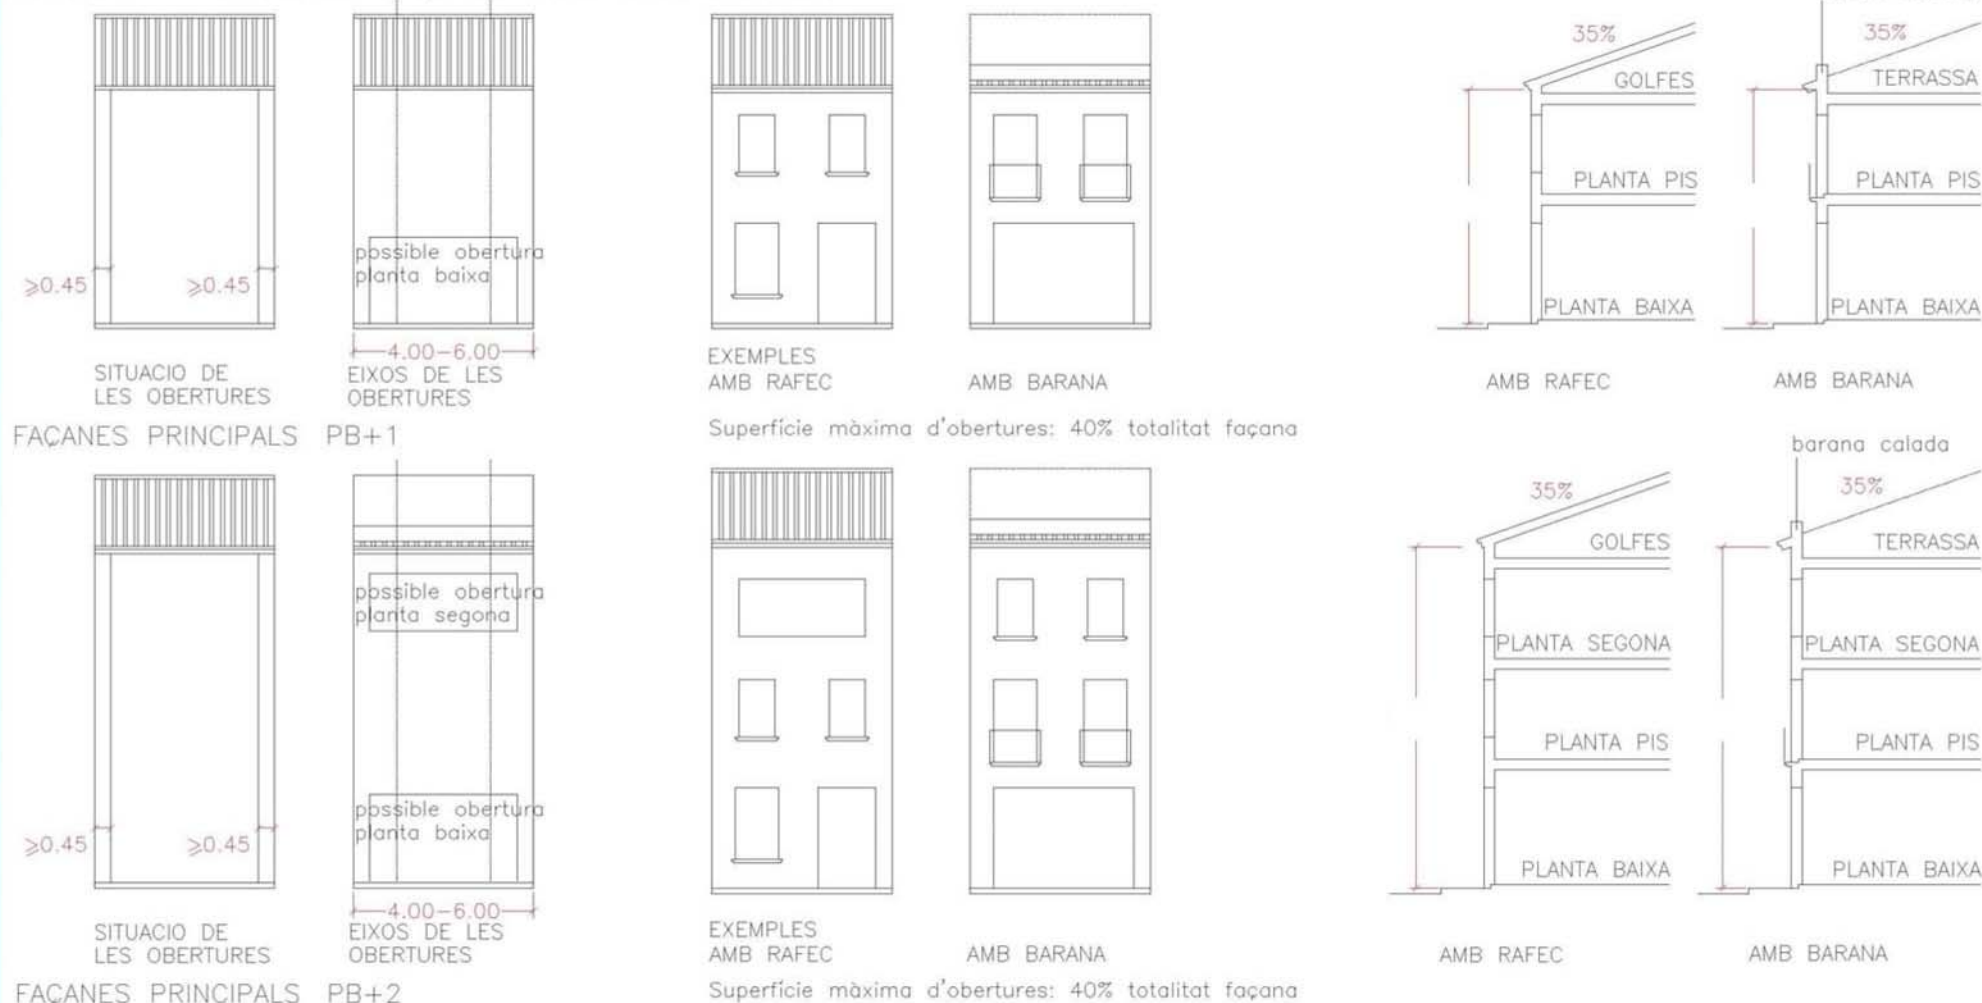 35%
35%
GOLFES
TERRASSA
PLANTA PIS
PLANTA PIS
possible obertura
planta baixa
≥0.45
≥0.45
PLANTA BAIXA
PLANTA BAIXA
4.00-6.00
SITUACIO DE
LES OBERTURES
EIXOS DE LES
OBERTURES
EXEMPLES
AMB RAFEC
AMB BARANA
AMB RAFEC
AMB BARANA
FAÇANES PRINCIPALS PB+1
Superfície màxima d'obertures: 40% totalitat façana
barana calada
35%
35%
GOLFES
TERRASSA
possible obertura
planta segona
PLANTA SEGONA
PLANTA SEGONA
PLANTA PIS
PLANTA PIS
possible obertura
planta baixa
≥0.45
≥0.45
PLANTA BAIXA
PLANTA BAIXA
4.00-6.00
SITUACIO DE
LES OBERTURES
EIXOS DE LES
OBERTURES
EXEMPLES
AMB RAFEC
AMB BARANA
AMB RAFEC
AMB BARANA
FAÇANES PRINCIPALS PB+2
Superfície màxima d'obertures: 40% totalitat façana